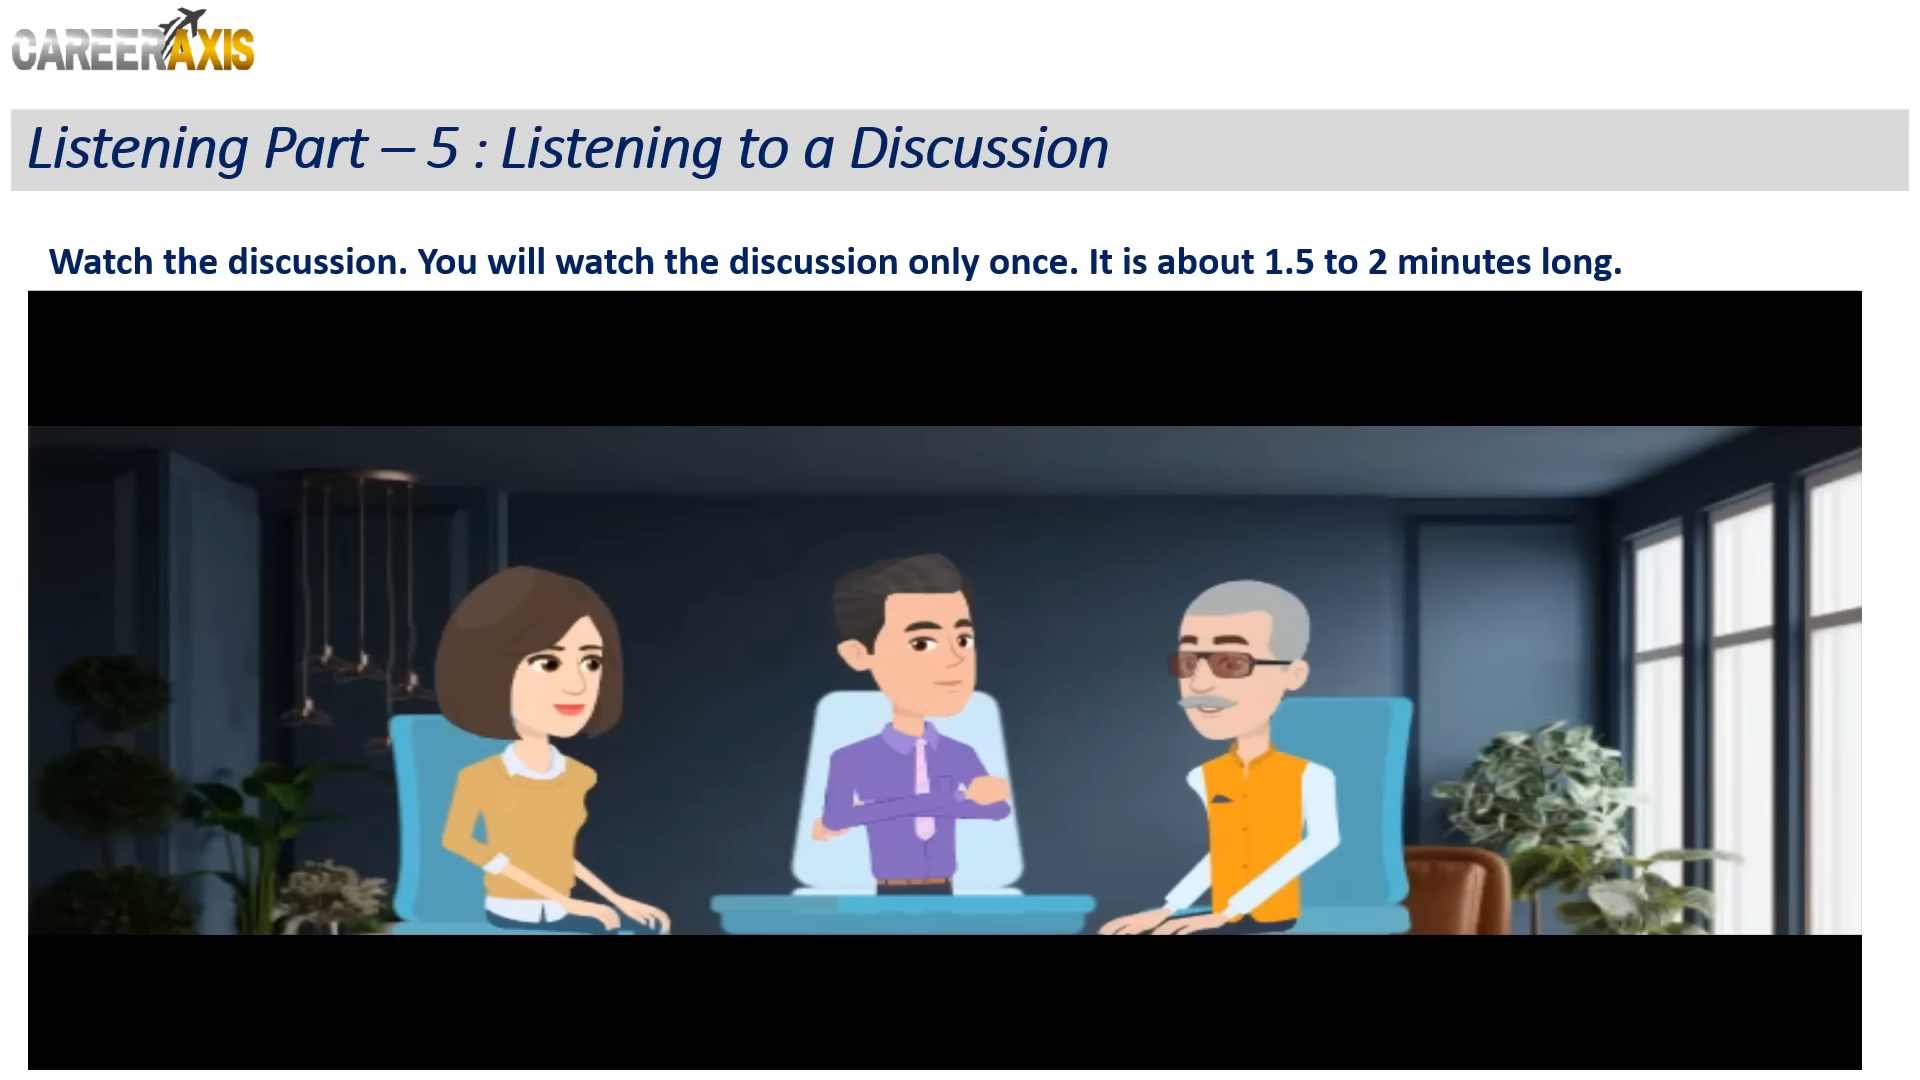 CAREERAXIS
Listening Part – 5 : Listening to a Discussion
Watch the discussion. You will watch the discussion only once. It is about 1.5 to 2 minutes long.